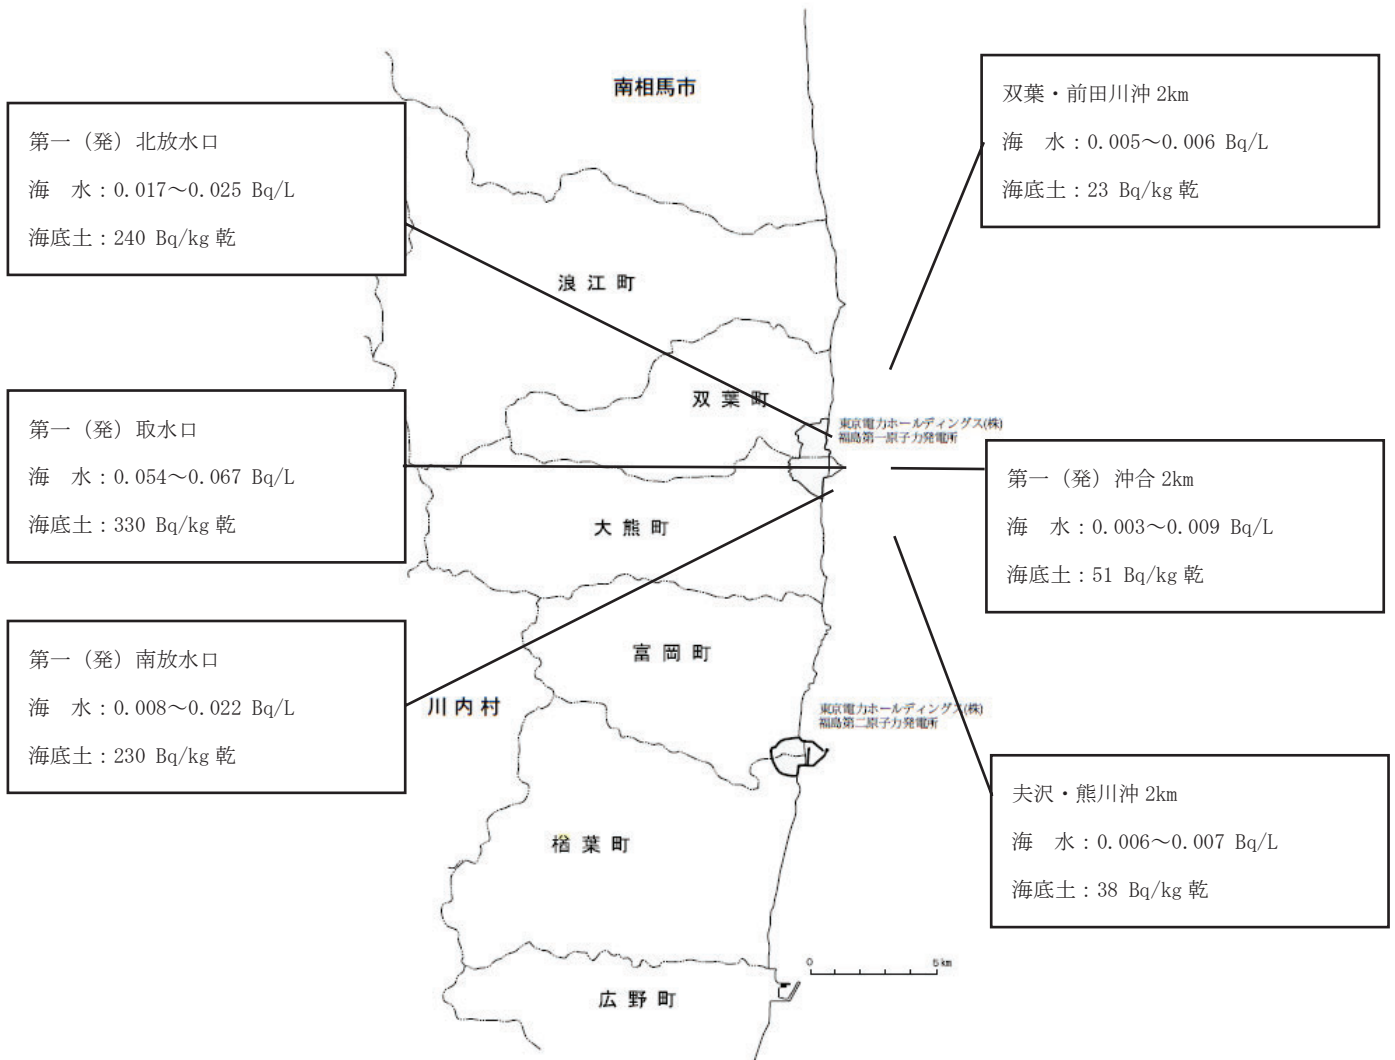 南相馬市
双葉・前田川沖 2km
海　水：0.005～0.006 Bq/L
海底土：23 Bq/kg 乾
第一（発）北放水口
海　水：0.017～0.025 Bq/L
海底土：240 Bq/kg 乾
浪江町
双葉町
東京電力ホールディングス(株)
福島第一原子力発電所
第一（発）取水口
海　水：0.054～0.067 Bq/L
海底土：330 Bq/kg 乾
第一（発）沖合 2km
海　水：0.003～0.009 Bq/L
海底土：51 Bq/kg 乾
大熊町
第一（発）南放水口
海　水：0.008～0.022 Bq/L
海底土：230 Bq/kg 乾
富岡町
川内村
東京電力ホールディングス(株)
福島第二原子力発電所
夫沢・熊川沖 2km
海　水：0.006～0.007 Bq/L
海底土：38 Bq/kg 乾
楢葉町
0 5km
広野町